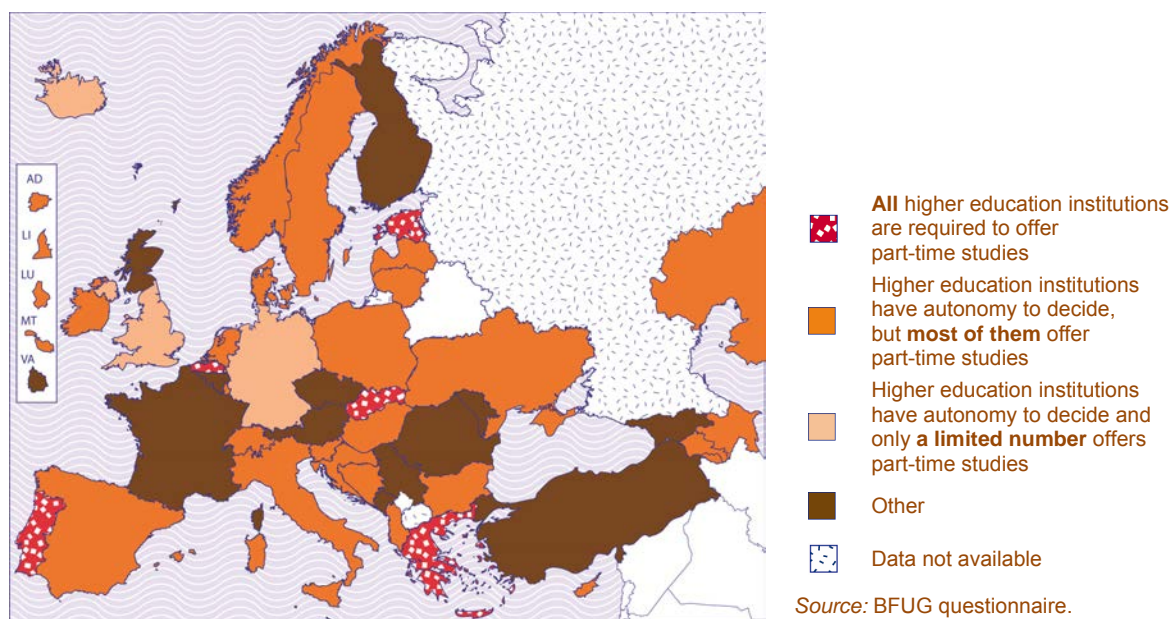 AD
LI
LU
MT
VA
All higher education institutions
are required to offer
part-time studies
Higher education institutions
have autonomy to decide,
but most of them offer
part-time studies
Higher education institutions
have autonomy to decide and
only a limited number offers
part-time studies
Other
Data not available
Source: BFUG questionnaire.